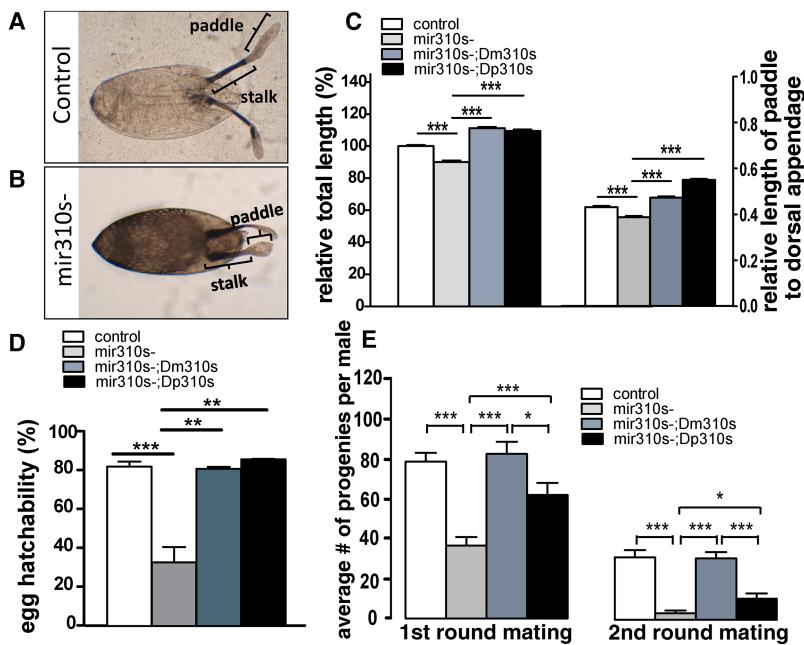 A
Control
paddle
stalk
B
mir310s-
paddle
stalk
C
control
mir310s-
mir310s-;Dm310s
mir310s-;Dp310s
relative total length (%)
140
120
100
80
60
40
20
0
***
***
***
***
***
***
1.0
0.8
0.6
0.4
0.2
0.0
relative length of paddle
to dorsal appendage
D
control
mir310s-
mir310s-;Dm310s
mir310s-;Dp310s
egg hatchability (%)
100
80
60
40
20
0
**
**
***
E
control
mir310s-
mir310s-;Dm310s
mir310s-;Dp310s
average # of progenies per male
120
100
80
60
40
20
0
***
*** *** *
*
*** *** ***
1st round mating
2nd round mating